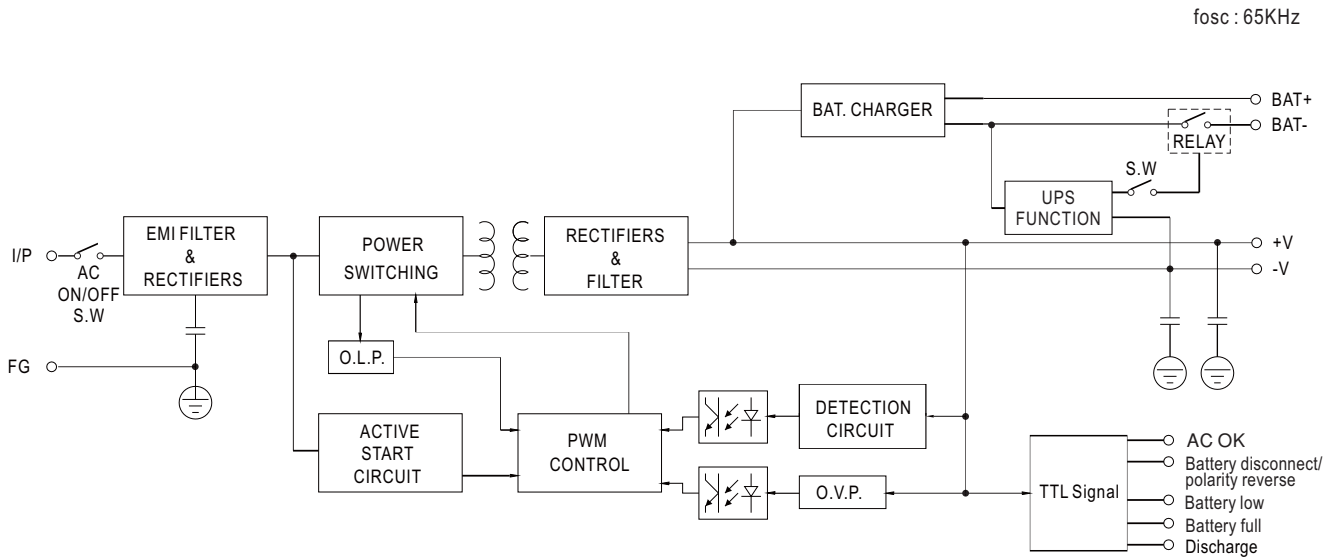 fosc : 65KHz
BAT. CHARGER
BAT+
BAT-
RELAY
S.W
UPS
FUNCTION
I/P
AC
ON/OFF
S.W
EMI FILTER
&
RECTIFIERS
POWER
SWITCHING
RECTIFIERS
&
FILTER
+V
-V
FG
O.L.P.
ACTIVE
START
CIRCUIT
PWM
CONTROL
DETECTION
CIRCUIT
O.V.P.
TTL Signal
AC OK
Battery disconnect/
polarity reverse
Battery low
Battery full
Discharge